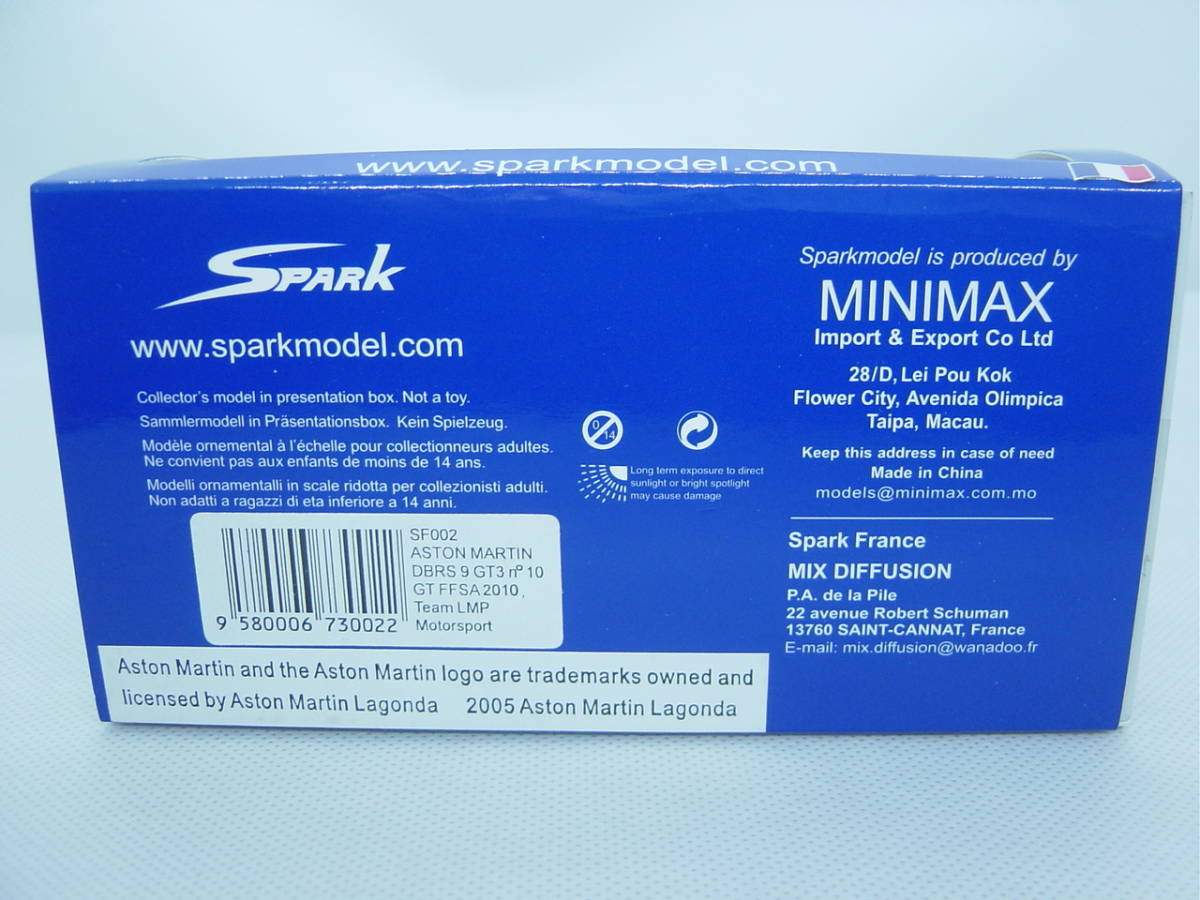 www.sparkmodel.com
SPARK
www.sparkmodel.com
Collector's model in presentation box. Not a toy.
Sammlermodell in Präsentationsbox. Kein Spielzeug.
Modèle ornemental à l'échelle pour collectionneurs adultes.
Ne convient pas aux enfants de moins de 14 ans.
Modelli ornamentalli in scale ridotta per collezionisti adulti.
Non adatti a ragazzi di eta inferiore a 14 anni.
0/14
Long term exposure to direct
sunlight or bright spotlight
may cause damage
SF002
ASTON MARTIN
DBRS 9 GT3 nº 10
GT FFSA 2010,
Team LMP
Motorsport
9 580006 730022
Aston Martin and the Aston Martin logo are trademarks owned and
licensed by Aston Martin Lagonda 2005 Aston Martin Lagonda
Sparkmodel is produced by
MINIMAX
Import & Export Co Ltd
28/D, Lei Pou Kok
Flower City, Avenida Olimpica
Taipa, Macau.
Keep this address in case of need
Made in China
models@minimax.com.mo
Spark France
MIX DIFFUSION
P.A. de la Pile
22 avenue Robert Schuman
13760 SAINT-CANNAT, France
E-mail: mix.diffusion@wanadoo.fr